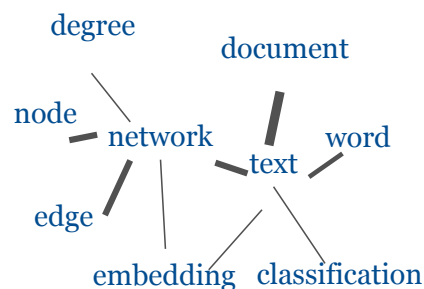 degree
document
node
network
word
text
edge
embedding
classification